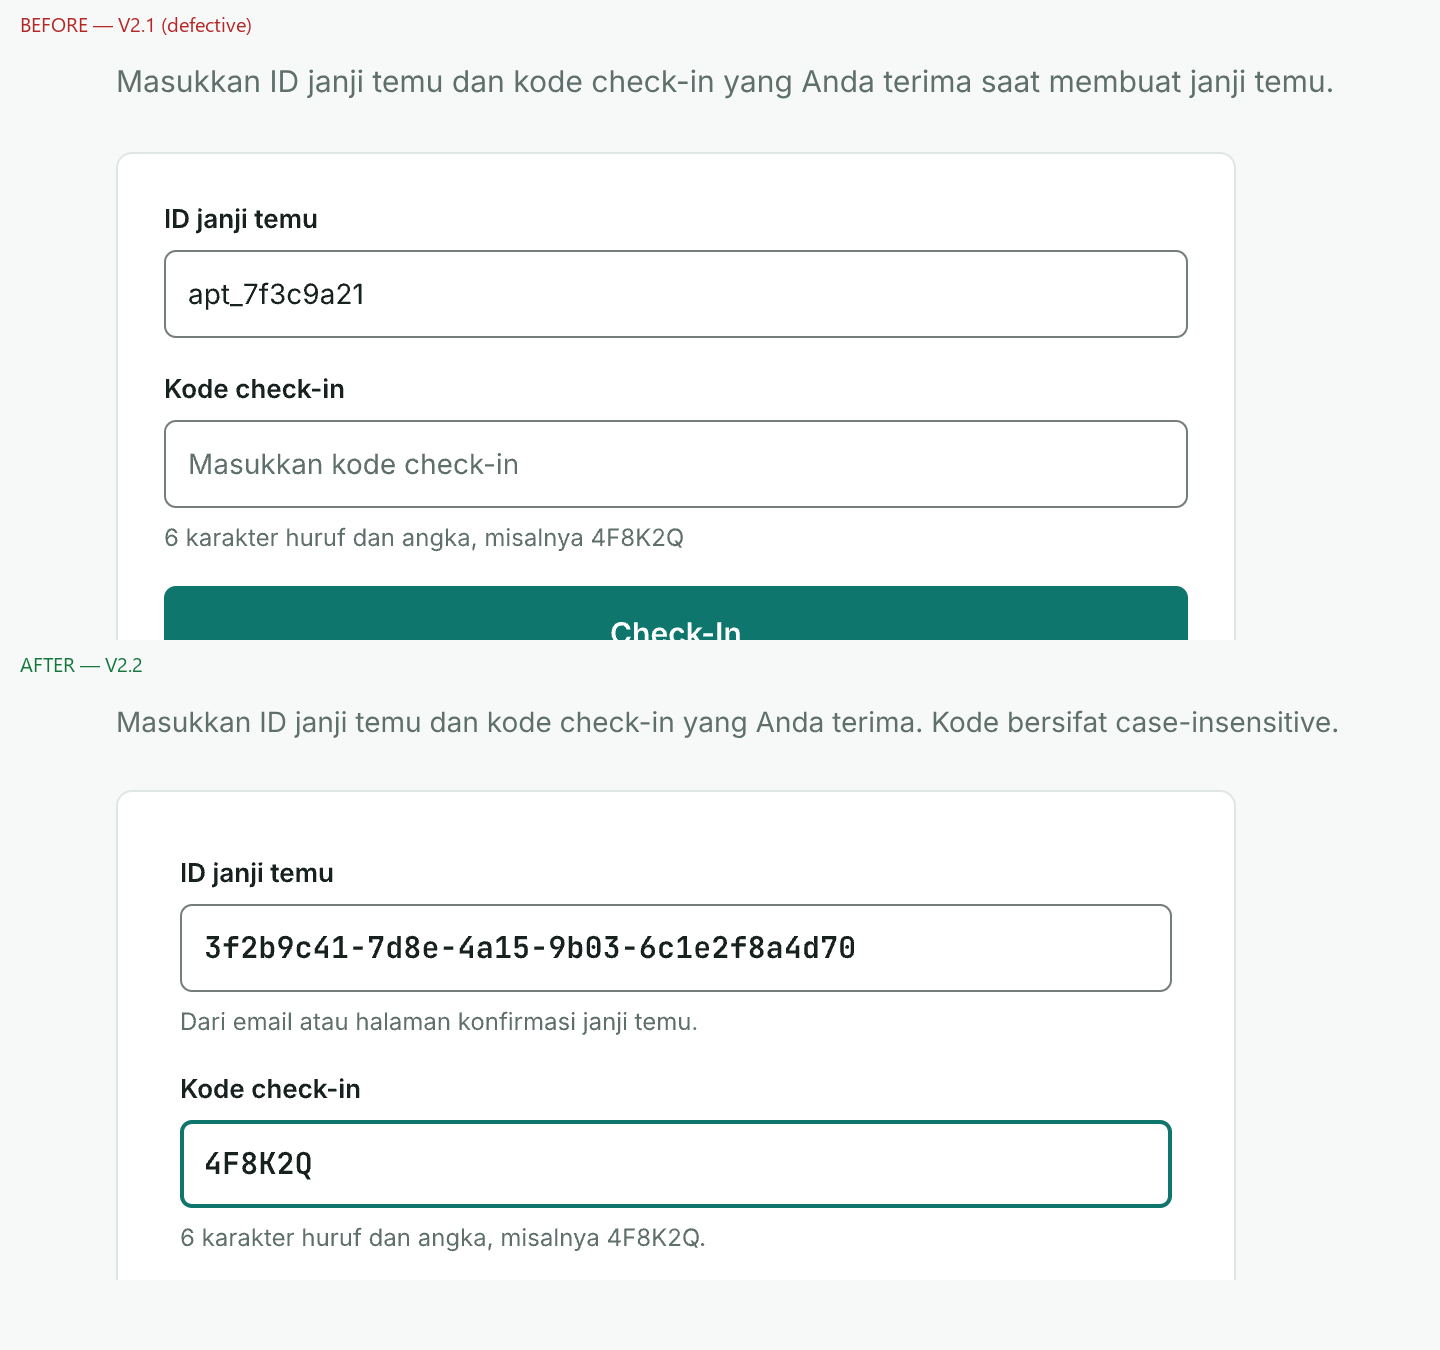 BEFORE — V2.1 (defective)
Masukkan ID janji temu dan kode check-in yang Anda terima saat membuat janji temu.
ID janji temu
apt_7f3c9a21
Kode check-in
Masukkan kode check-in
6 karakter huruf dan angka, misalnya 4F8K2Q
Check-In
AFTER — V2.2
Masukkan ID janji temu dan kode check-in yang Anda terima. Kode bersifat case-insensitive.
ID janji temu
3f2b9c41-7d8e-4a15-9b03-6c1e2f8a4d70
Dari email atau halaman konfirmasi janji temu.
Kode check-in
4F8K2Q
6 karakter huruf dan angka, misalnya 4F8K2Q.